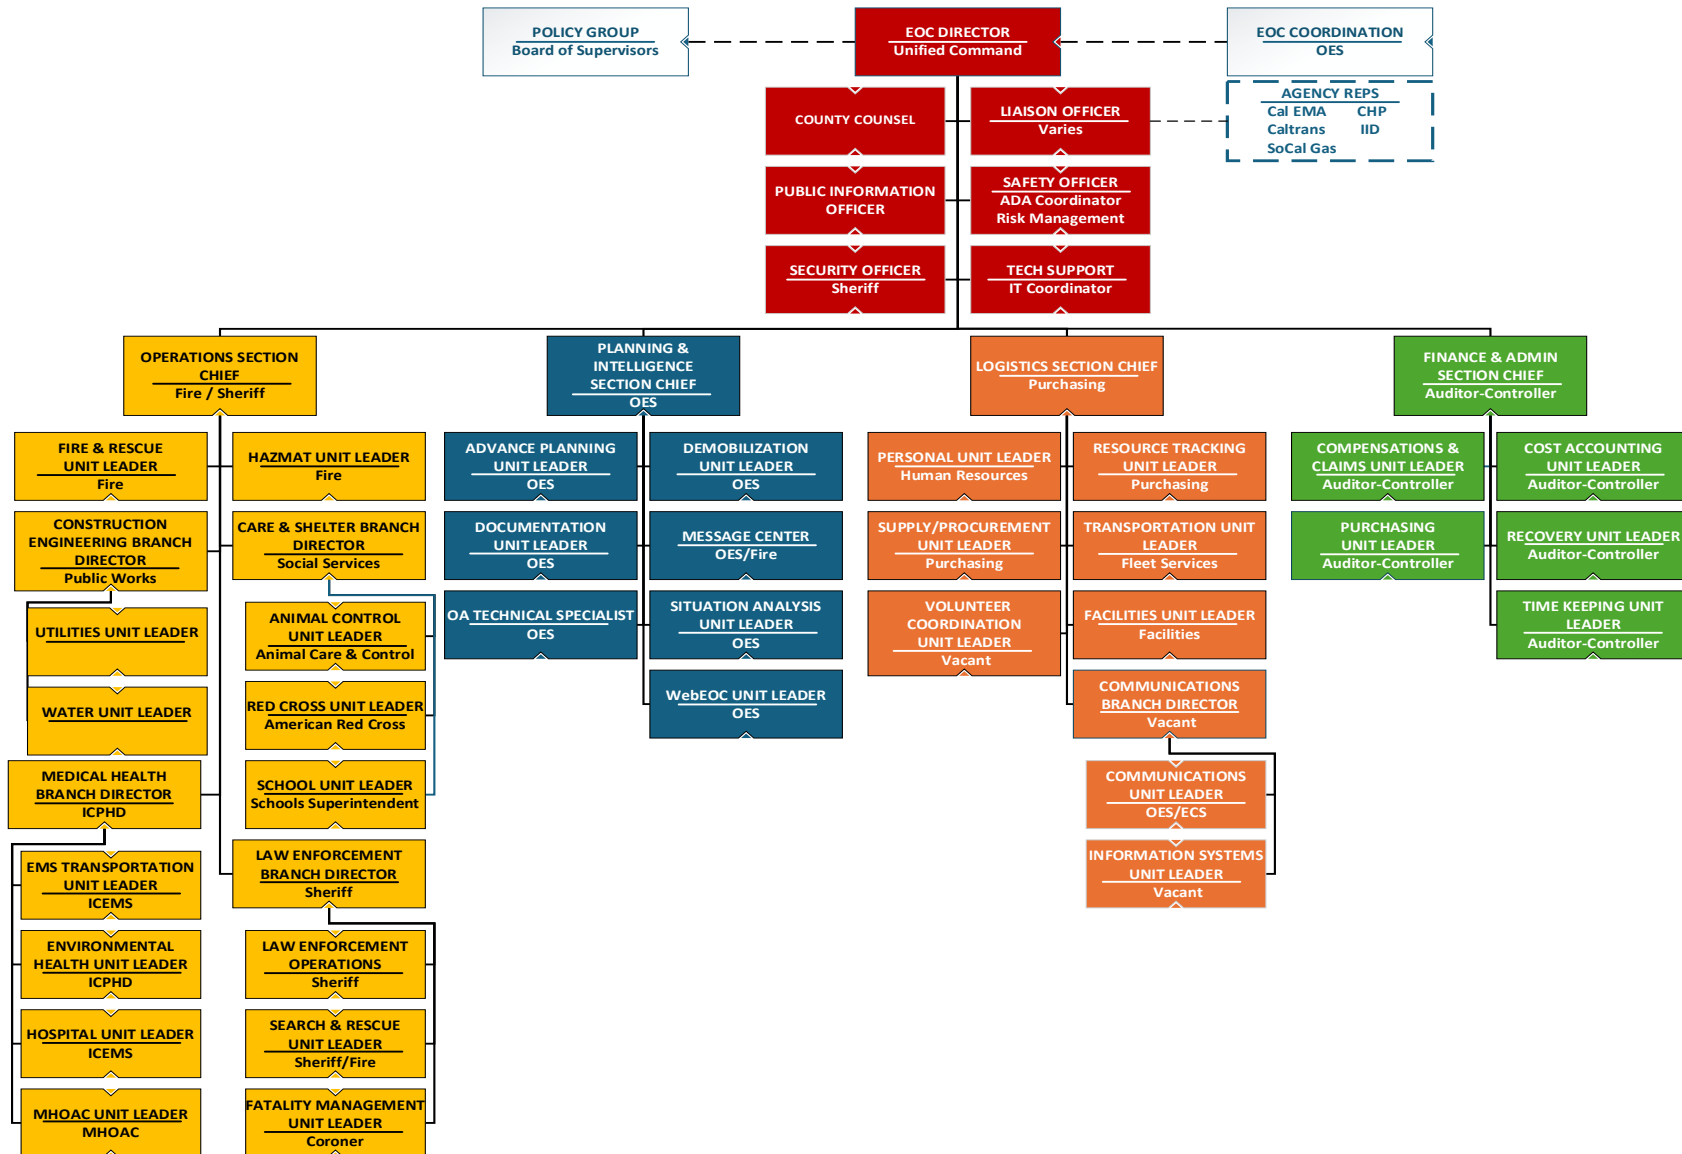 POLICY GROUP
Board of Supervisors
EOC DIRECTOR
Unified Command
EOC COORDINATION
OES
AGENCY REPS
Cal EMA CHP
Caltrans IID
SoCal Gas
COUNTY COUNSEL
LIAISON OFFICER
Varies
PUBLIC INFORMATION
OFFICER
SAFETY OFFICER
ADA Coordinator
Risk Management
SECURITY OFFICER
Sheriff
TECH SUPPORT
IT Coordinator
OPERATIONS SECTION
CHIEF
Fire / Sheriff
FIRE & RESCUE
UNIT LEADER
Fire
HAZMAT UNIT LEADER
Fire
CONSTRUCTION
ENGINEERING BRANCH
DIRECTOR
Public Works
CARE & SHELTER BRANCH
DIRECTOR
Social Services
UTILITIES UNIT LEADER
WATER UNIT LEADER
ANIMAL CONTROL
UNIT LEADER
Animal Care & Control
RED CROSS UNIT LEADER
American Red Cross
SCHOOL UNIT LEADER
Schools Superintendent
MEDICAL HEALTH
BRANCH DIRECTOR
ICPHD
EMS TRANSPORTATION
UNIT LEADER
ICEMS
ENVIRONMENTAL
HEALTH UNIT LEADER
ICPHD
HOSPITAL UNIT LEADER
ICEMS
MHOAC UNIT LEADER
MHOAC
LAW ENFORCEMENT
BRANCH DIRECTOR
Sheriff
LAW ENFORCEMENT
OPERATIONS
Sheriff
SEARCH & RESCUE
UNIT LEADER
Sheriff/Fire
FATALITY MANAGEMENT
UNIT LEADER
Coroner
PLANNING &
INTELLIGENCE
SECTION CHIEF
OES
ADVANCE PLANNING
UNIT LEADER
OES
DEMOBILIZATION
UNIT LEADER
OES
DOCUMENTATION
UNIT LEADER
OES
MESSAGE CENTER
OES/Fire
OA TECHNICAL SPECIALIST
OES
SITUATION ANALYSIS
UNIT LEADER
OES
WebEOC UNIT LEADER
OES
LOGISTICS SECTION CHIEF
Purchasing
PERSONAL UNIT LEADER
Human Resources
RESOURCE TRACKING
UNIT LEADER
Purchasing
SUPPLY/PROCUREMENT
UNIT LEADER
Purchasing
TRANSPORTATION UNIT
LEADER
Fleet Services
VOLUNTEER
COORDINATION
UNIT LEADER
Vacant
FACILITIES UNIT LEADER
Facilities
COMMUNICATIONS
BRANCH DIRECTOR
Vacant
COMMUNICATIONS
UNIT LEADER
OES/ECS
INFORMATION SYSTEMS
UNIT LEADER
Vacant
FINANCE & ADMIN
SECTION CHIEF
Auditor-Controller
COMPENSATIONS &
CLAIMS UNIT LEADER
Auditor-Controller
COST ACCOUNTING
UNIT LEADER
Auditor-Controller
PURCHASING
UNIT LEADER
Auditor-Controller
RECOVERY UNIT LEADER
Auditor-Controller
TIME KEEPING UNIT
LEADER
Auditor-Controller